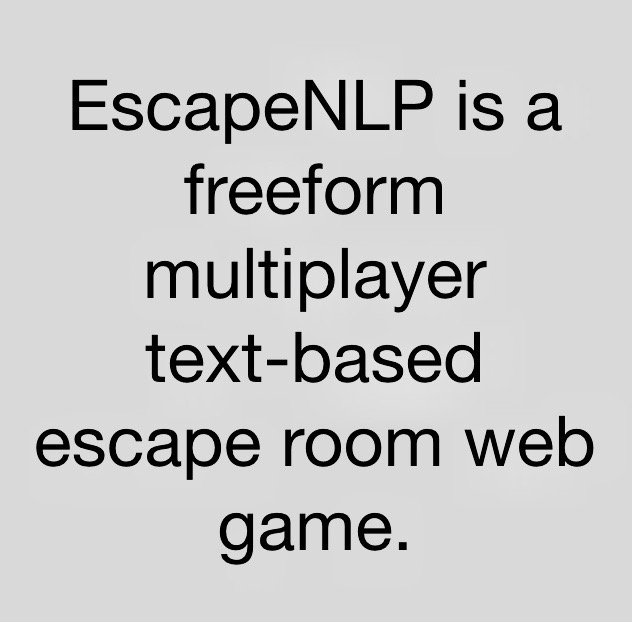 EscapeNLP is a
freeform
multiplayer
text-based
escape room web
game.